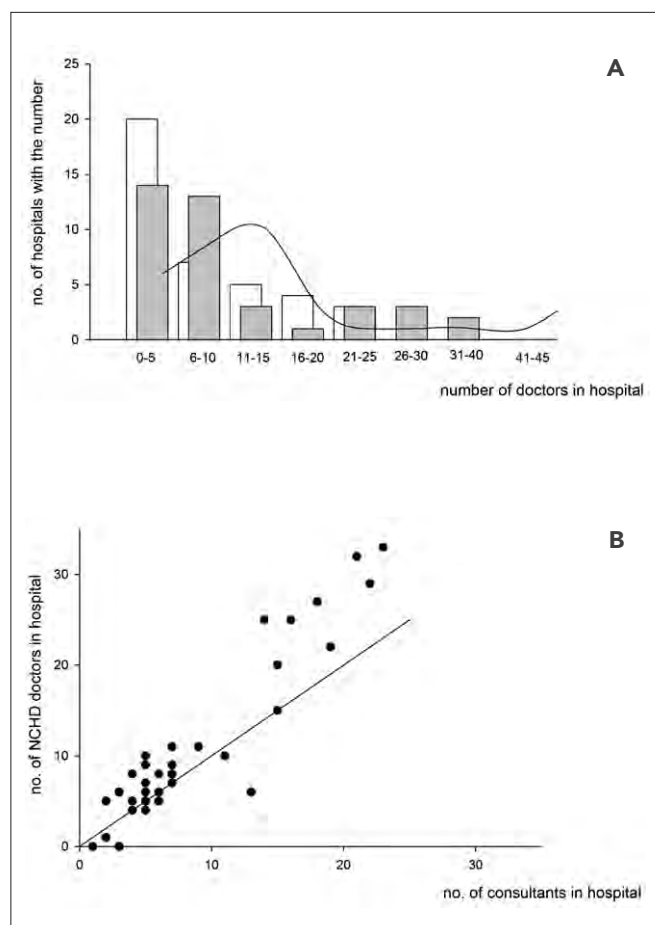 A
25
20
15
10
5
0
no. of hospitals with the number
0-5 6-10 11-15 16-20 21-25 26-30 31-40 41-45
number of doctors in hospital
B
30
20
10
0
no. of NCHD doctors in hospital
0 10 20 30
no. of consultants in hospital